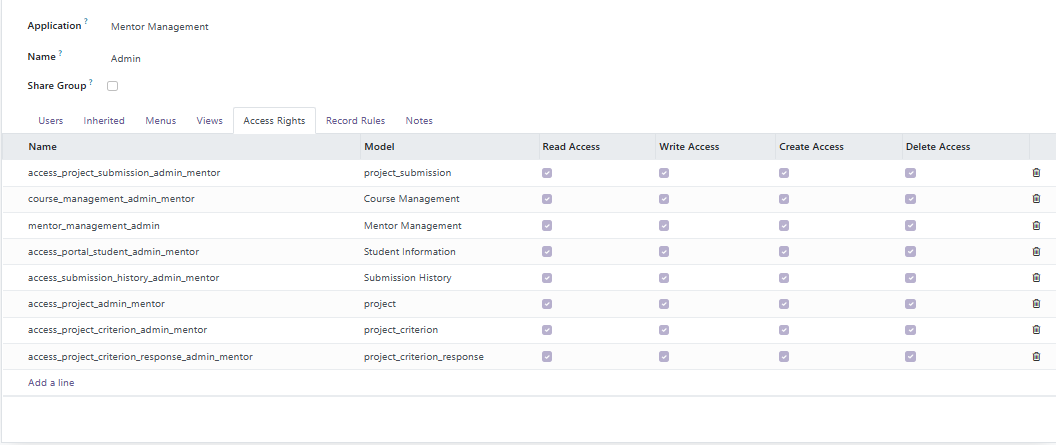 Application ? Mentor Management
Name ? Admin
Share Group ?
Users Inherited Menus Views Access Rights Record Rules Notes
Name Model Read Access Write Access Create Access Delete Access
access_project_submission_admin_mentor project_submission
course_management_admin_mentor Course Management
mentor_management_admin Mentor Management
access_portal_student_admin_mentor Student Information
access_submission_history_admin_mentor Submission History
access_project_admin_mentor project
access_project_criterion_admin_mentor project_criterion
access_project_criterion_response_admin_mentor project_criterion_response
Add a line